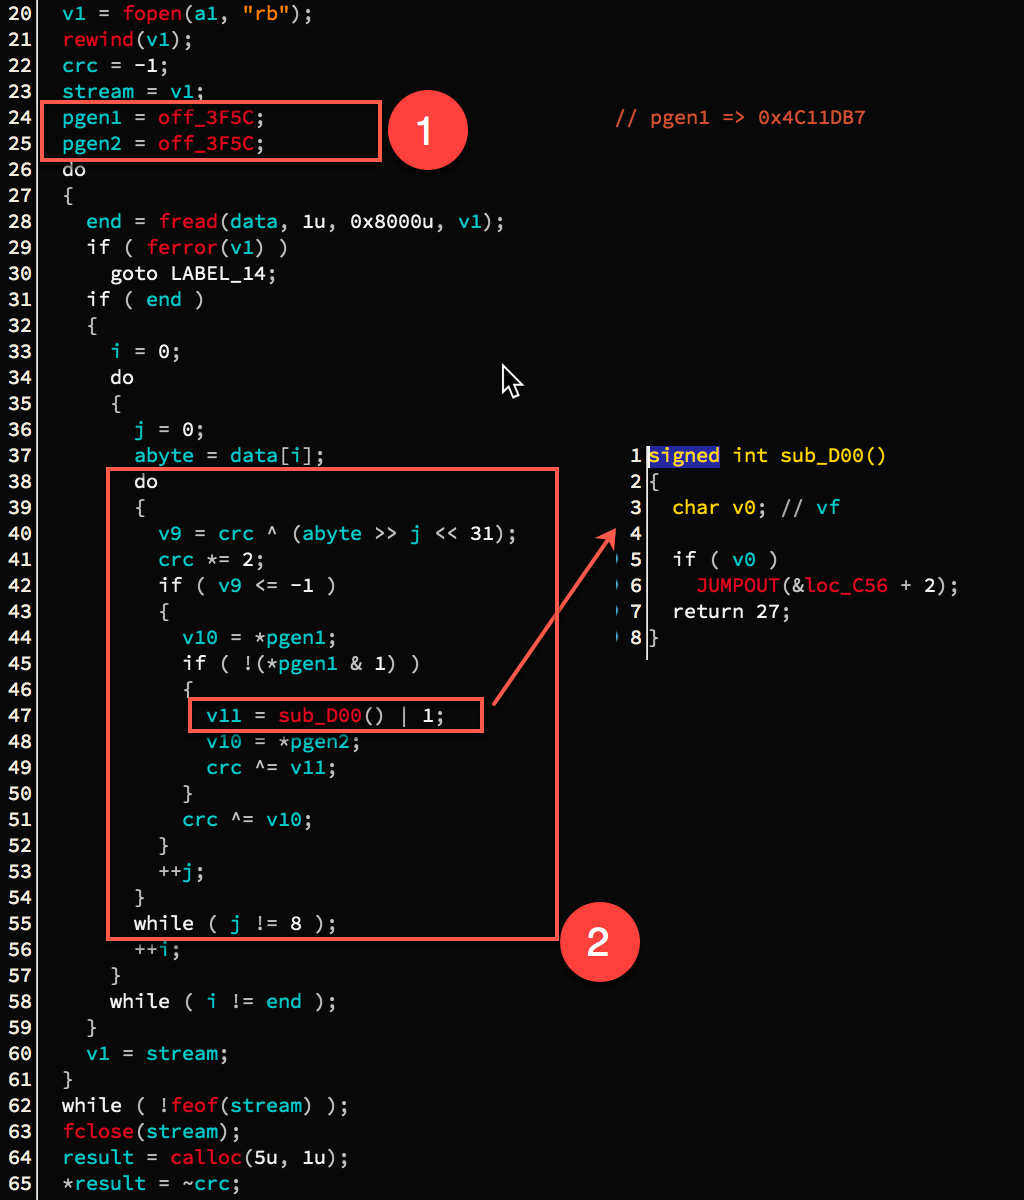 20 v1 = fopen(a1, "rb");
21 rewind(v1);
22 crc = -1;
23 stream = v1;
24 pgen1 = off_3F5C; // pgen1 => 0x4C11DB7
25 pgen2 = off_3F5C;
1
26 do
27 {
28 end = fread(data, 1u, 0x8000u, v1);
29 if ( ferror(v1) )
30 goto LABEL_14;
31 if ( end )
32 {
33 i = 0;
34 do
35 {
36 j = 0;
37 abyte = data[i];
38 do
39 {
40 v9 = crc ^ (abyte >> j << 31);
41 crc *= 2;
42 if ( v9 <= -1 )
43 {
44 v10 = *pgen1;
45 if ( !(*pgen1 & 1) )
46 {
47 v11 = sub_D00() | 1;
48 v10 = *pgen2;
49 crc ^= v11;
50 }
51 crc ^= v10;
52 }
53 ++j;
54 }
55 while ( j != 8 );
2
56 ++i;
57 }
58 while ( i != end );
59 }
60 v1 = stream;
61 }
62 while ( !feof(stream) );
63 fclose(stream);
64 result = calloc(5u, 1u);
65 *result = ~crc;
1 signed int sub_D00()
2 {
3 char v0; // vf
4
5 if ( v0 )
6 JUMPOUT(&loc_C56 + 2);
7 return 27;
8 }